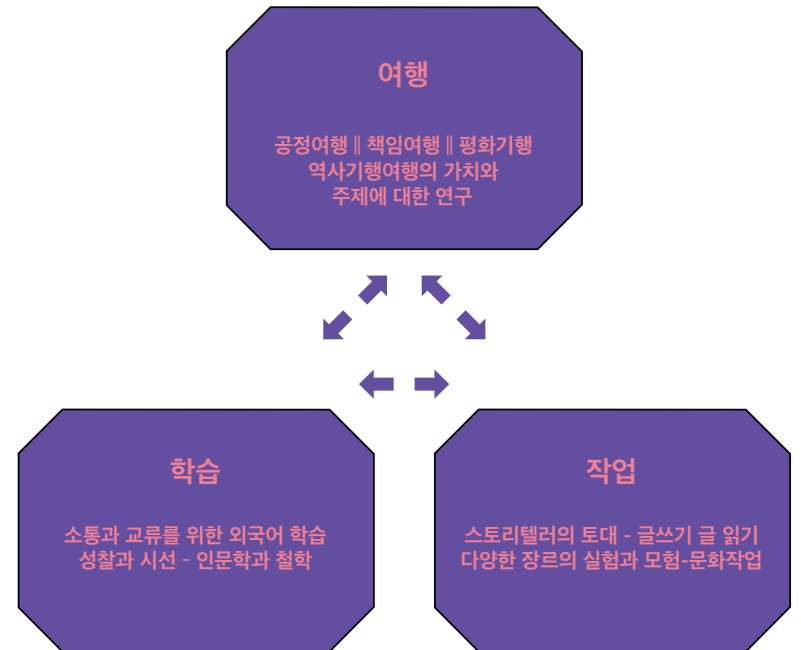 여행
공정여행 ‖ 책임여행 ‖ 평화기행
역사기행여행의 가치와
주제에 대한 연구
학습
소통과 교류를 위한 외국어 학습
성찰과 시선 - 인문학과 철학
작업
스토리텔러의 토대 - 글쓰기 글 읽기
다양한 장르의 실험과 모험-문화작업